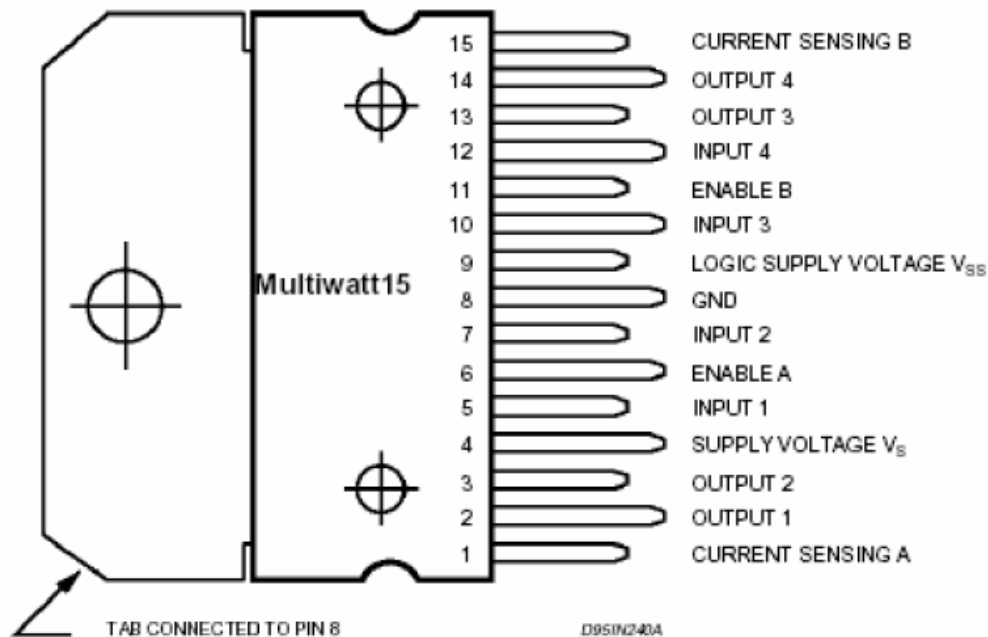 15 CURRENT SENSING B
14 OUTPUT 4
13 OUTPUT 3
12 INPUT 4
11 ENABLE B
10 INPUT 3
9 LOGIC SUPPLY VOLTAGE VSS
Multiwatt15
8 GND
7 INPUT 2
6 ENABLE A
5 INPUT 1
4 SUPPLY VOLTAGE VS
3 OUTPUT 2
2 OUTPUT 1
1 CURRENT SENSING A
TAB CONNECTED TO PIN 8
D95IN240A